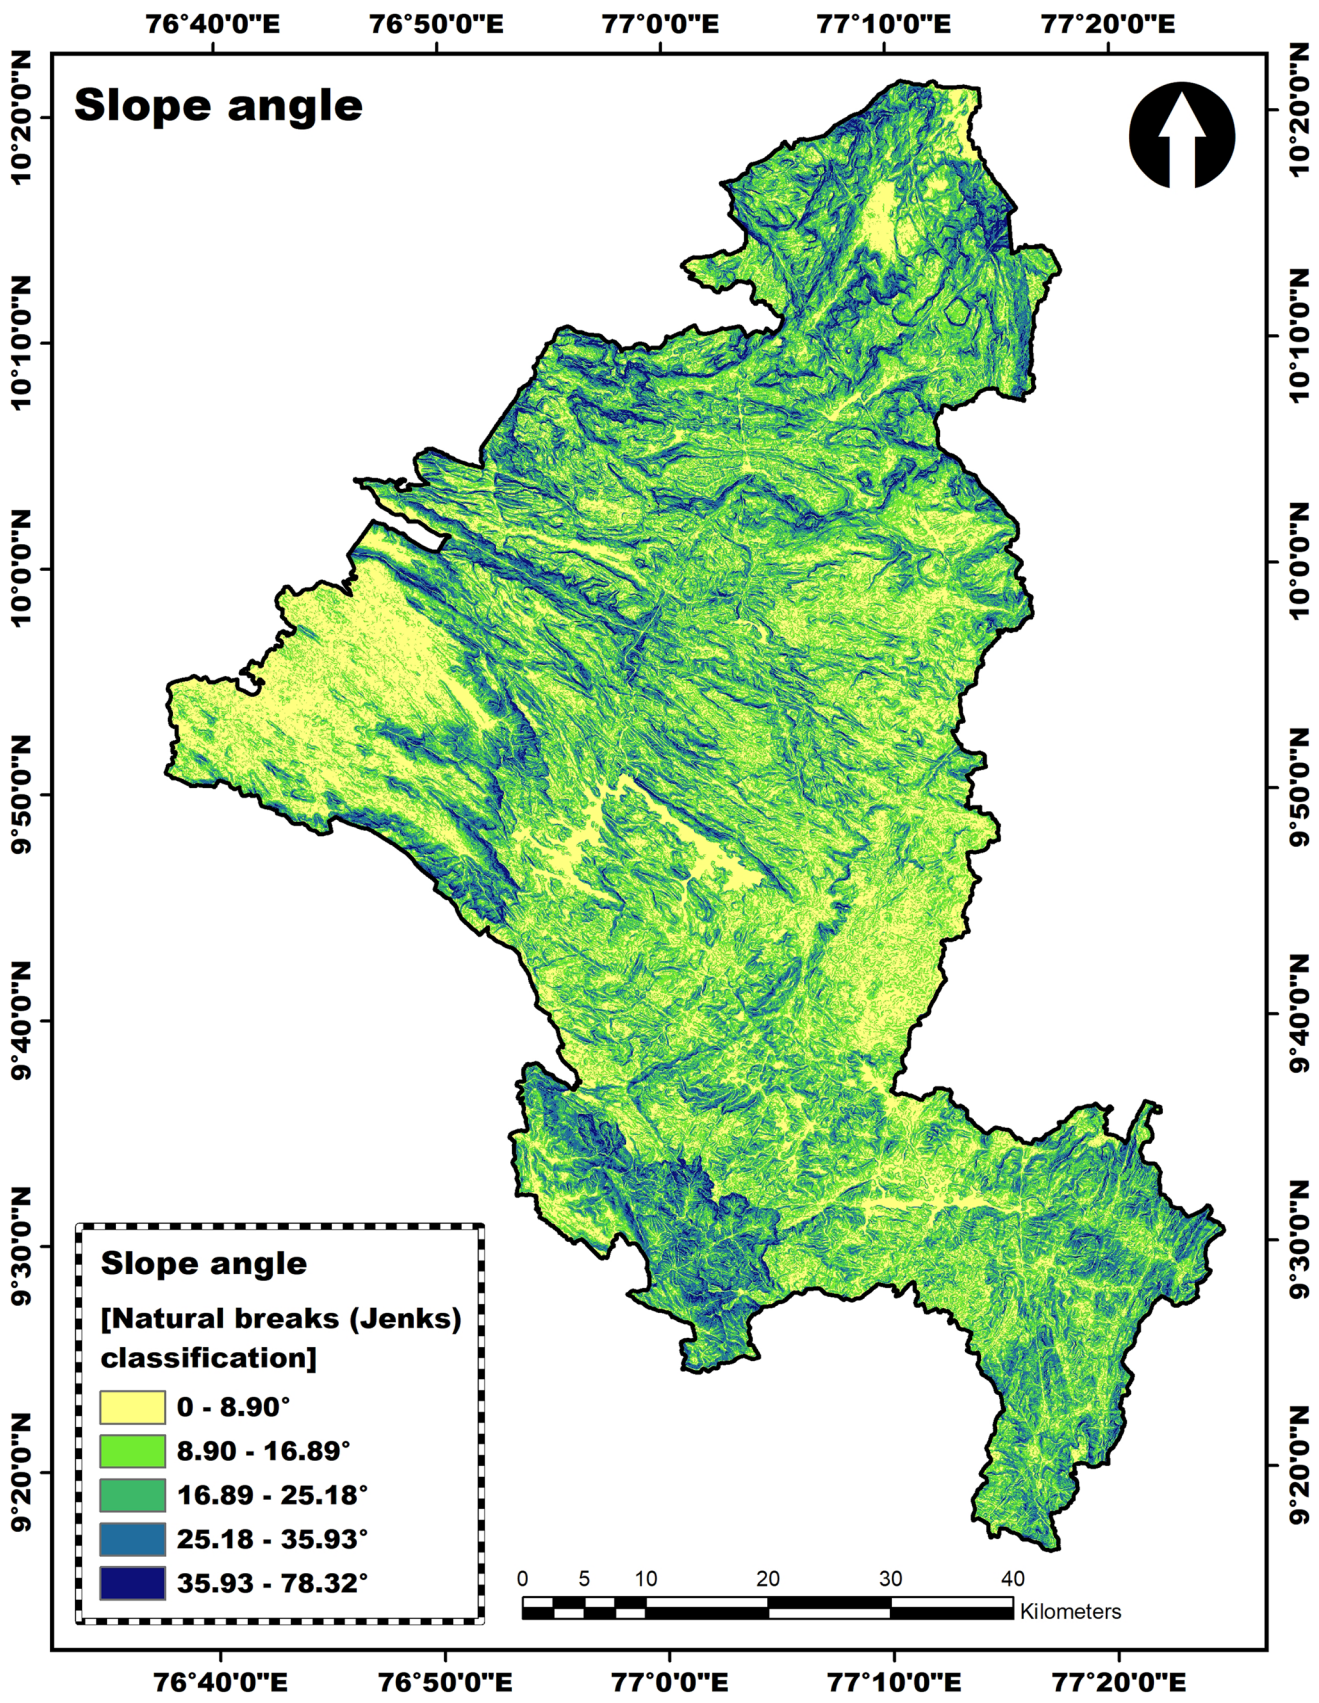 76°40'0"E 76°50'0"E 77°0'0"E 77°10'0"E 77°20'0"E
Slope angle
10°20'0"N
10°10'0"N
10°0'0"N
9°50'0"N
9°40'0"N
9°30'0"N
9°20'0"N
10°20'0"N
10°10'0"N
10°0'0"N
9°50'0"N
9°40'0"N
9°30'0"N
9°20'0"N
Slope angle
[Natural breaks (Jenks)
classification]
0 - 8.90°
8.90 - 16.89°
16.89 - 25.18°
25.18 - 35.93°
35.93 - 78.32°
0 5 10 20 30 40
Kilometers
76°40'0"E 76°50'0"E 77°0'0"E 77°10'0"E 77°20'0"E